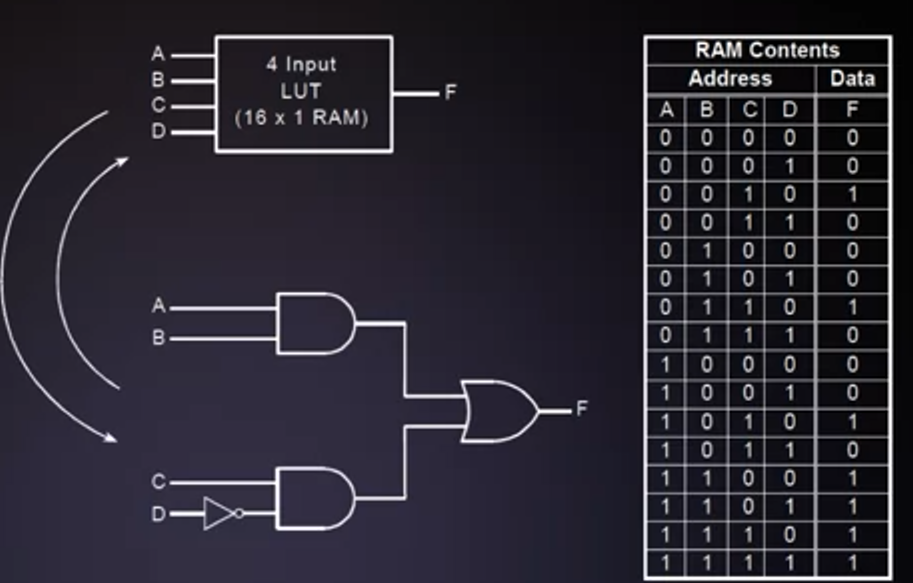 A
B
C
D
4 Input
LUT
(16 x 1 RAM)
F
A
B
C
D
F
RAM Contents
Address Data
A B C D F
0 0 0 0 0
0 0 0 1 0
0 0 1 0 1
0 0 1 1 0
0 1 0 0 0
0 1 0 1 0
0 1 1 0 1
0 1 1 1 0
1 0 0 0 0
1 0 0 1 0
1 0 1 0 1
1 0 1 1 0
1 1 0 0 1
1 1 0 1 1
1 1 1 0 1
1 1 1 1 1